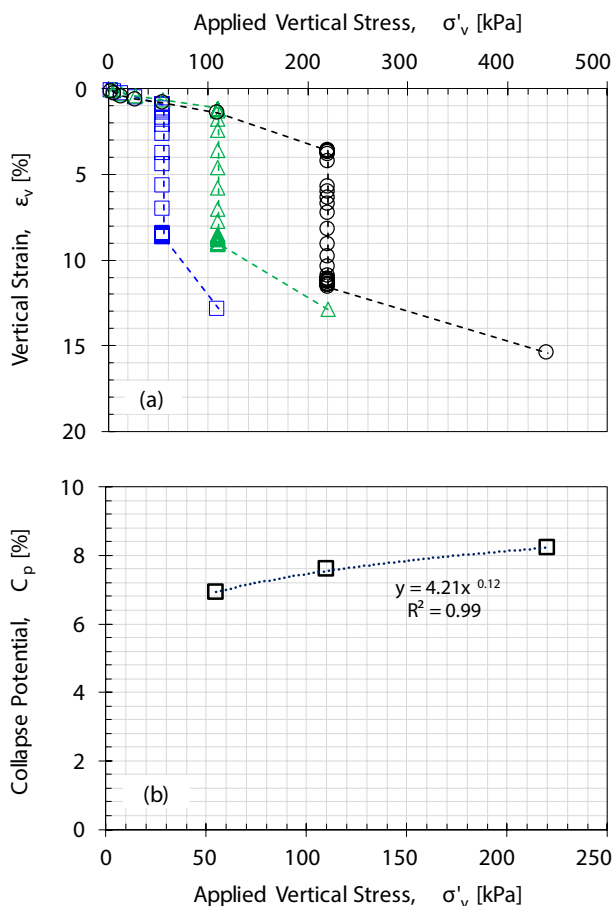 Applied Vertical Stress, σ'v [kPa]
0 100 200 300 400 500
Vertical Strain, εv [%]
0
5
10
15
20
(a)
Collapse Potential, Cp [%]
10
8
6
4
2
0
y = 4.21x^0.12
R² = 0.99
(b)
0 50 100 150 200 250
Applied Vertical Stress, σ'v [kPa]